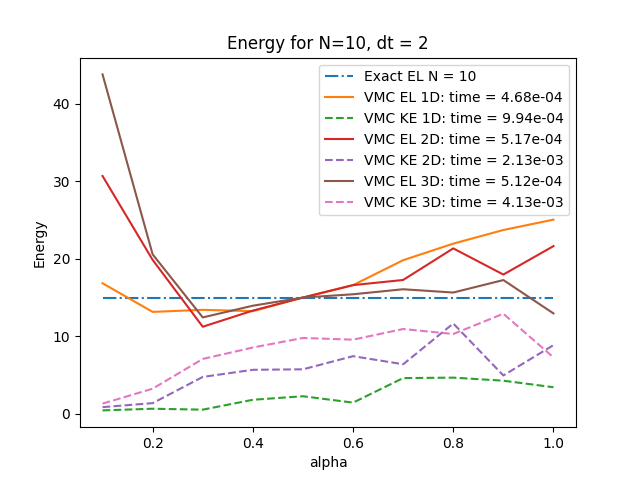 Energy for N=10, dt = 2
Exact EL N = 10
VMC EL 1D: time = 4.68e-04
VMC KE 1D: time = 9.94e-04
VMC EL 2D: time = 5.17e-04
VMC KE 2D: time = 2.13e-03
VMC EL 3D: time = 5.12e-04
VMC KE 3D: time = 4.13e-03
Energy
40
30
20
10
0
0.2 0.4 0.6 0.8 1.0
alpha